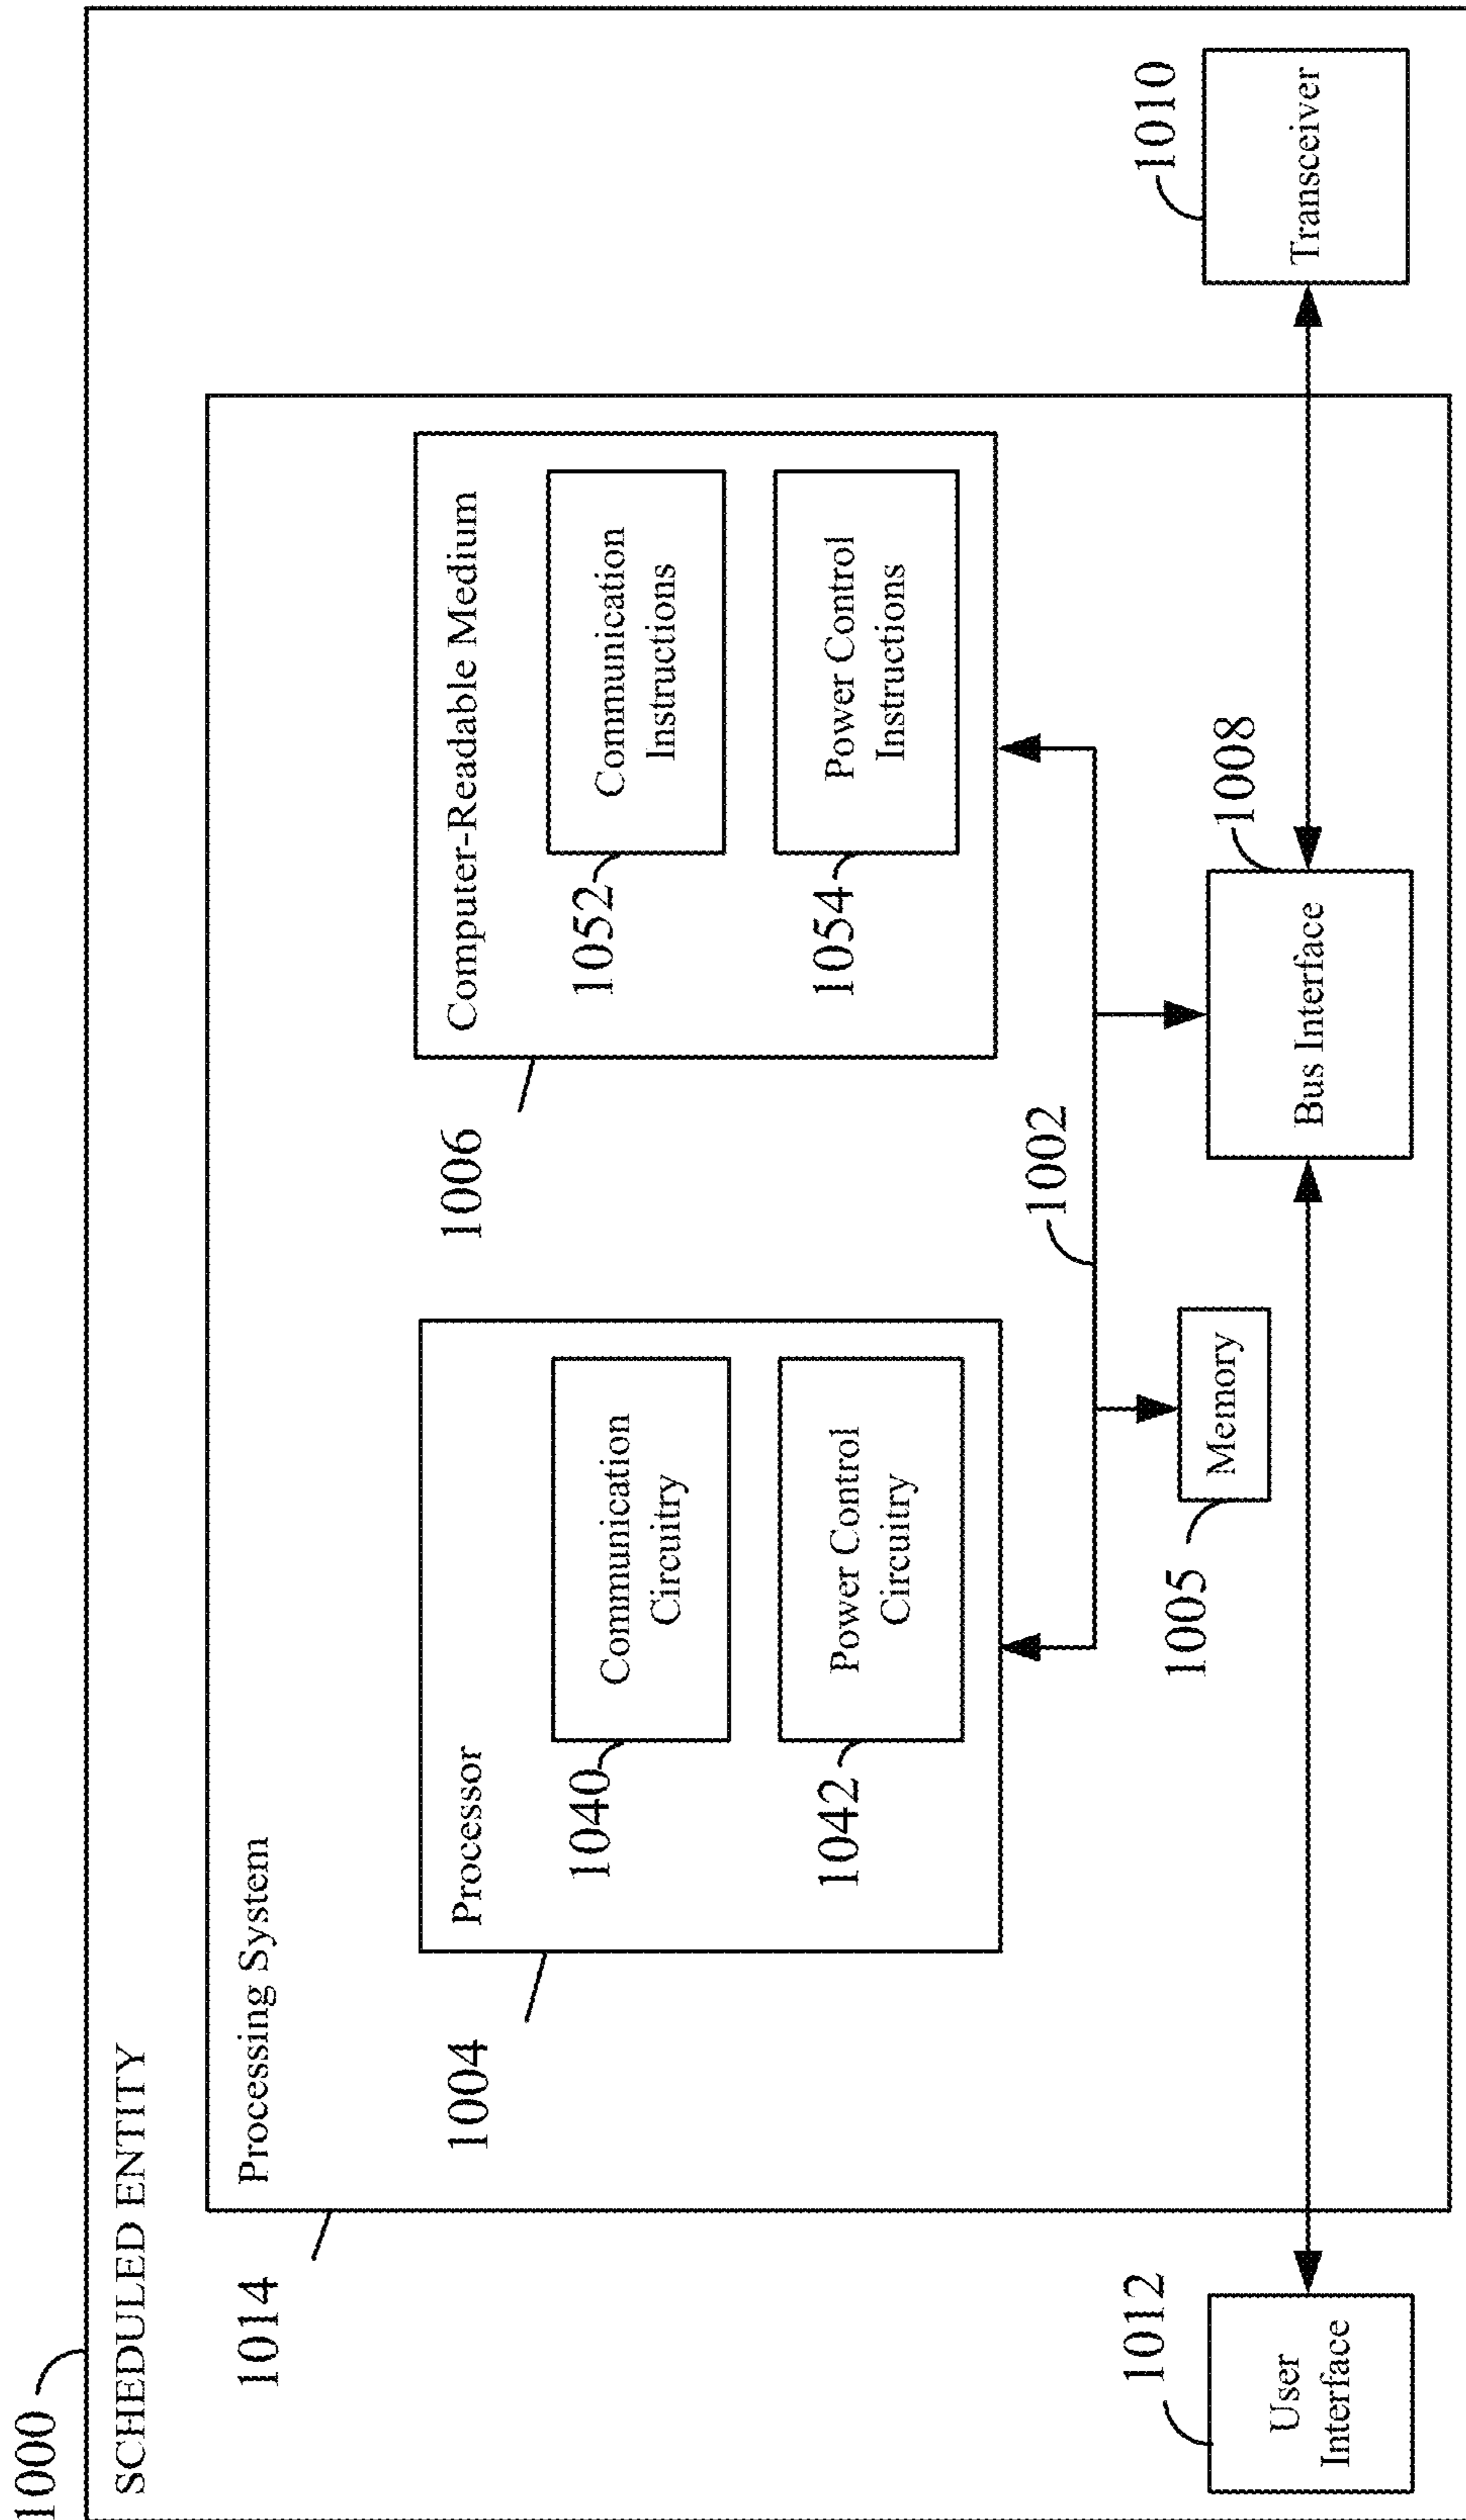 1000
SCHEDULED ENTITY
1014
Processing System
1004
Processor
1040
Communication
Circuitry
1042
Power Control
Circuitry
1006
Computer-Readable Medium
1052
Communication
Instructions
1054
Power Control
Instructions
1002
1005
Memory
1012
User
Interface
1008
Bus Interface
1010
Transceiver